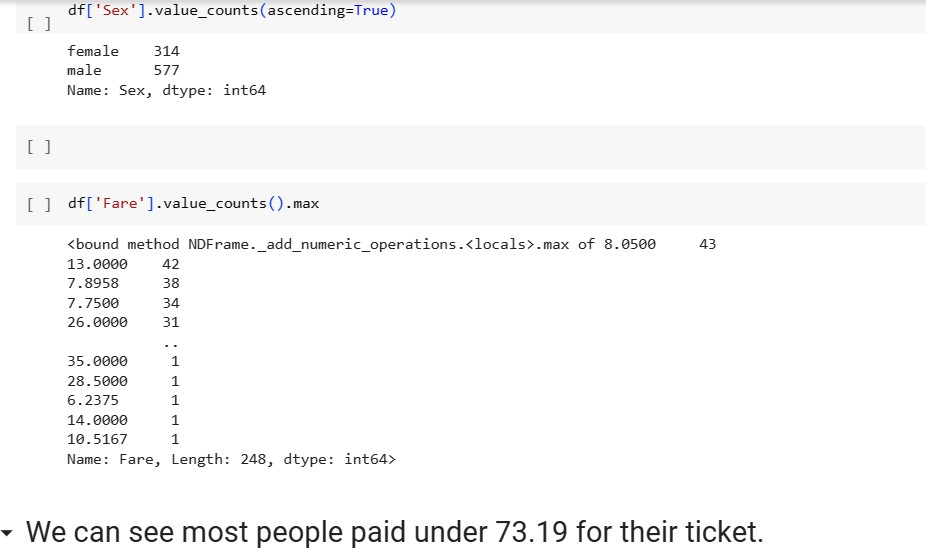 df['Sex'].value_counts(ascending=True)
[ ]
female 314
male 577
Name: Sex, dtype: int64
[ ]
[ ] df['Fare'].value_counts().max
<bound method NDFrame._add_numeric_operations.<locals>.max of 8.0500 43
13.0000 42
7.8958 38
7.7500 34
26.0000 31
..
35.0000 1
28.5000 1
6.2375 1
14.0000 1
10.5167 1
Name: Fare, Length: 248, dtype: int64>
We can see most people paid under 73.19 for their ticket.